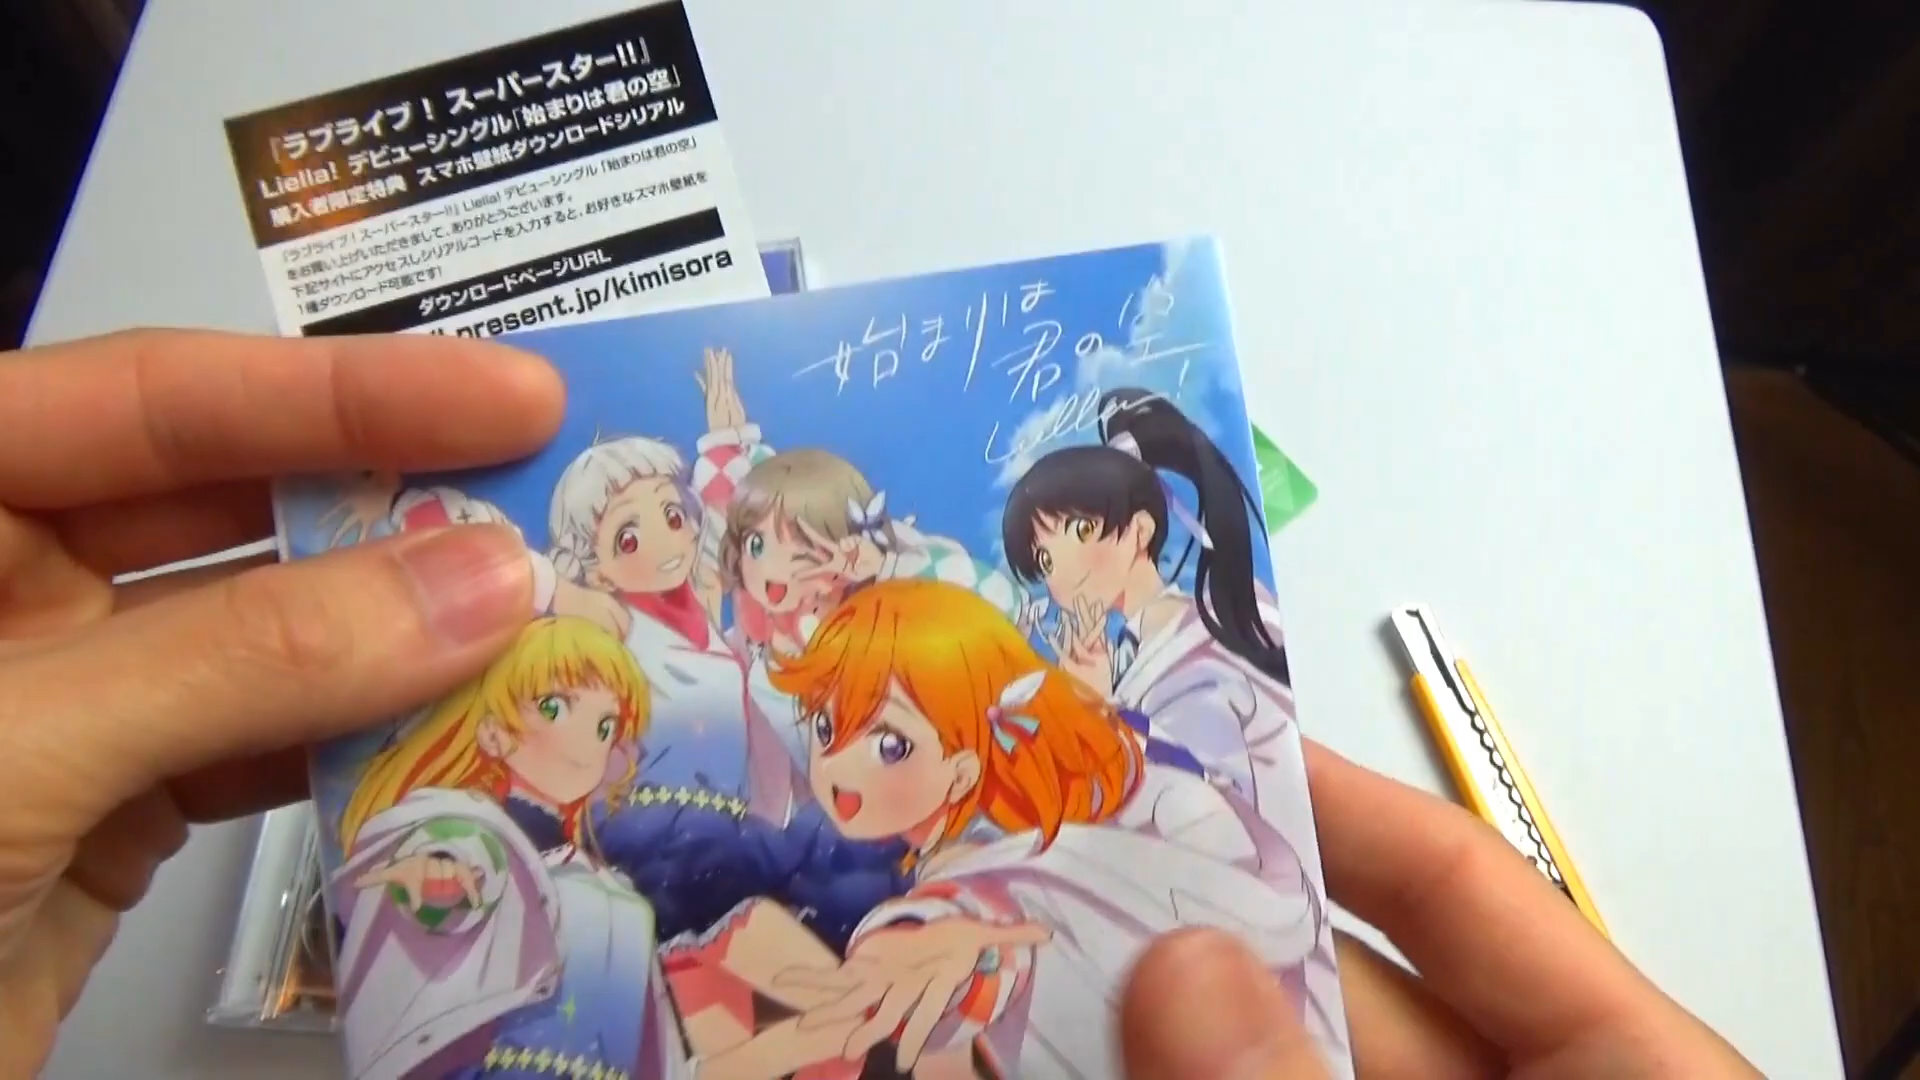 『ラブライブ！スーパースター!!』
Liella! デビューシングル「始まりは君の空」
購入者限定特典 スマホ壁紙ダウンロードシリアル
『ラブライブ！スーパースター!!』Liella! デビューシングル「始まりは君の空」
をお買い上げいただきまして、ありがとうございます。
下記サイトにアクセスしシリアルコードを入力すると、お好きなスマホ壁紙を
1種ダウンロード可能です！
ダウンロードページURL
present.jp/kimisora
始まりは
君の空
Liella!